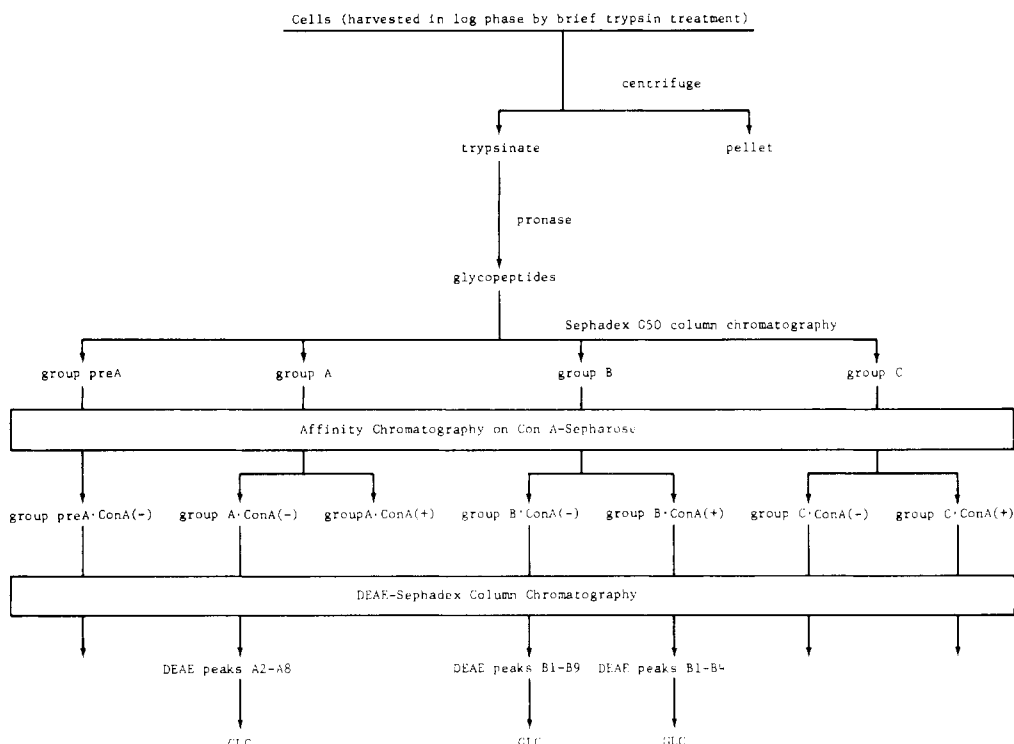 Cells (harvested in log phase by brief trypsin treatment)
centrifuge
trypsinate
pellet
pronase
glycopeptides
Sephadex G50 column chromatography
group preA
group A
group B
group C
Affinity Chromatography on Con A-Sepharose
group preA·ConA(-)
group A·ConA(-)
groupA·ConA(+)
group B·ConA(-)
group B·ConA(+)
group C·ConA(-)
group C·ConA(+)
DEAE-Sephadex Column Chromatography
DEAE peaks A2-A8
DEAE peaks B1-B9
DEAE peaks
GLC
GLC
GLC